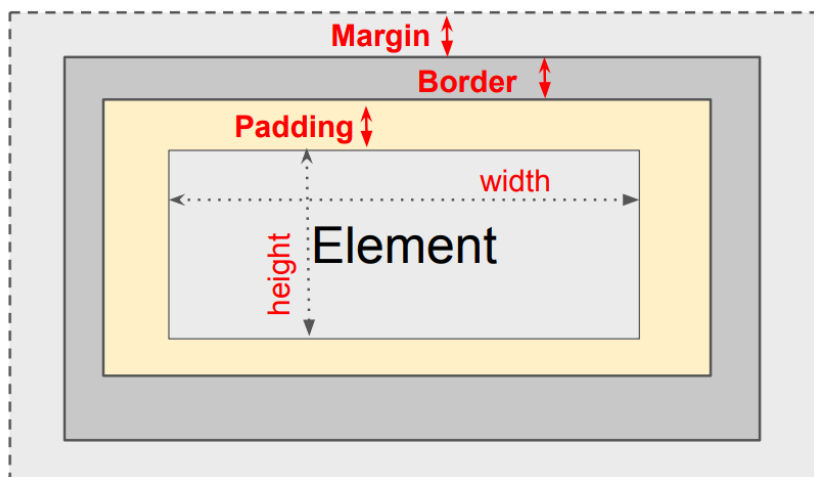 Margin
Border
Padding
width
height
Element